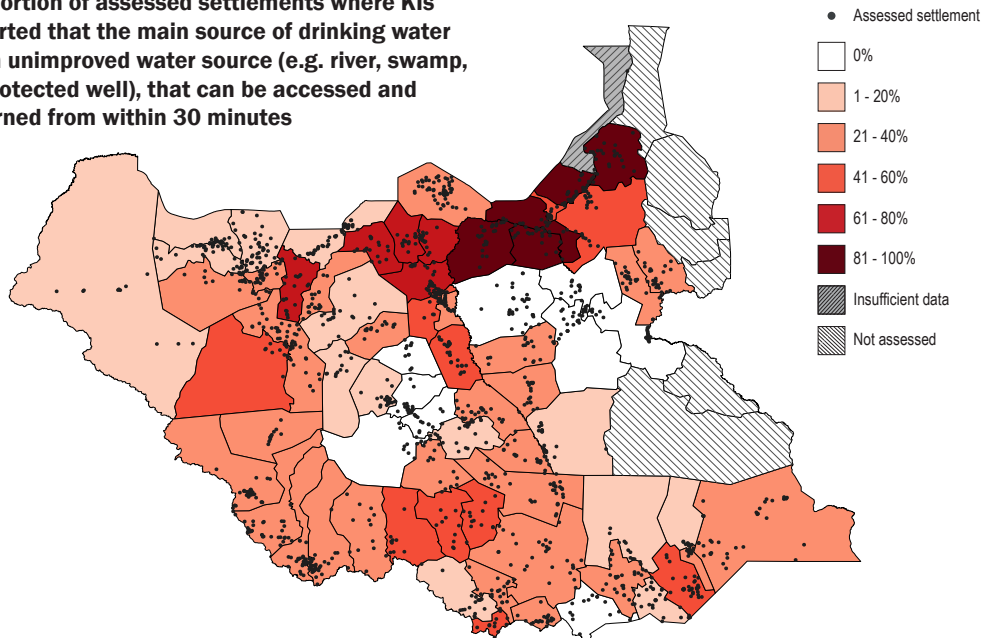 ortion of assessed settlements where KIs
rted that the main source of drinking water
unimproved water source (e.g. river, swamp,
otected well), that can be accessed and
rned from within 30 minutes
Assessed settlement
0%
1 - 20%
21 - 40%
41 - 60%
61 - 80%
81 - 100%
Insufficient data
Not assessed